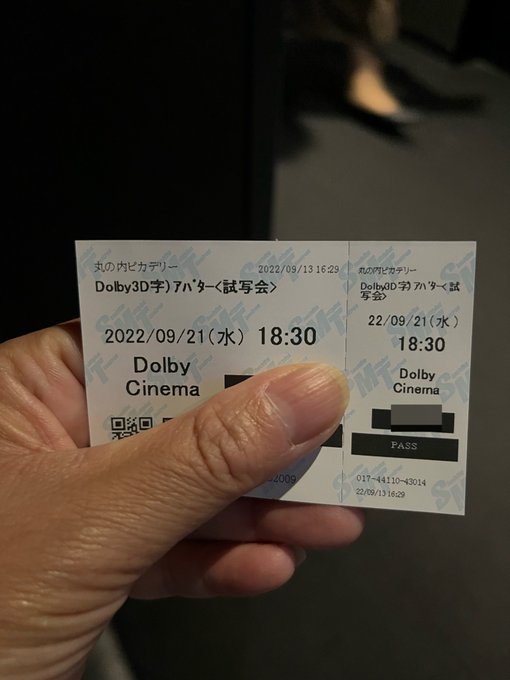 丸の内ピカデリー
2022/09/13 16:29
Dolby3D字)アバター<試写会>
2022/09/21(水) 18:30
Dolby
Cinema
2009
丸の内ピカデリー
Dolby3D字)アバター<試
写会>
22/09/21(水)
18:30
Dolby
Cinema
PASS
017-44110-43014
22/09/13 16:29
SMT